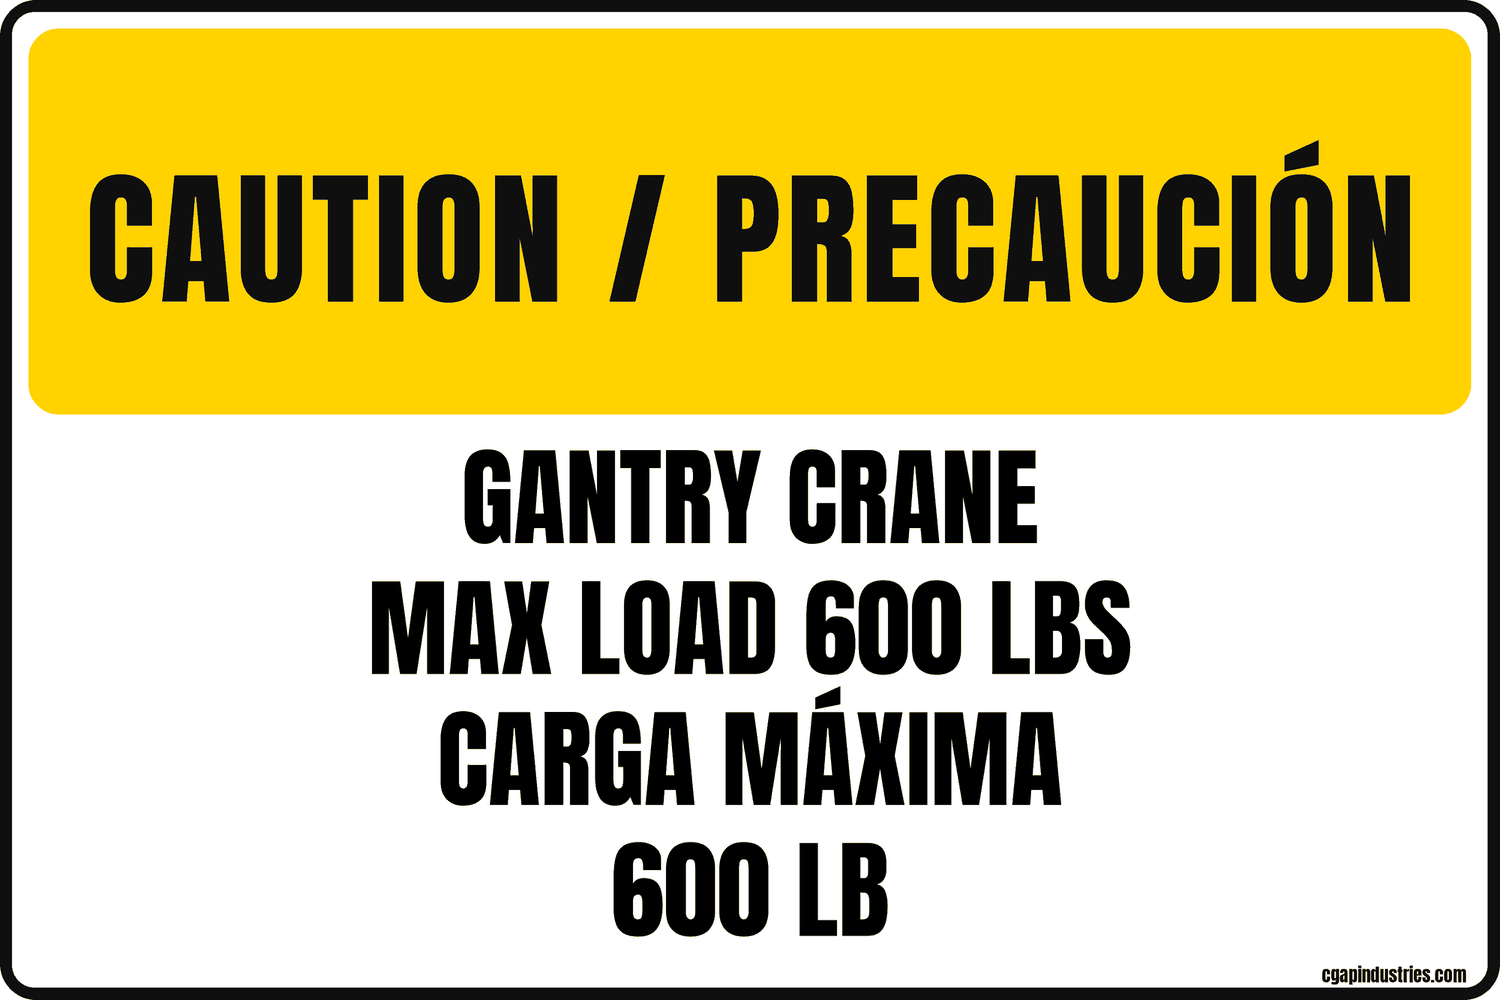 CAUTION / PRECAUCIÓN
GANTRY CRANE
MAX LOAD 600 LBS
CARGA MÁXIMA
600 LB
cgapindustries.com